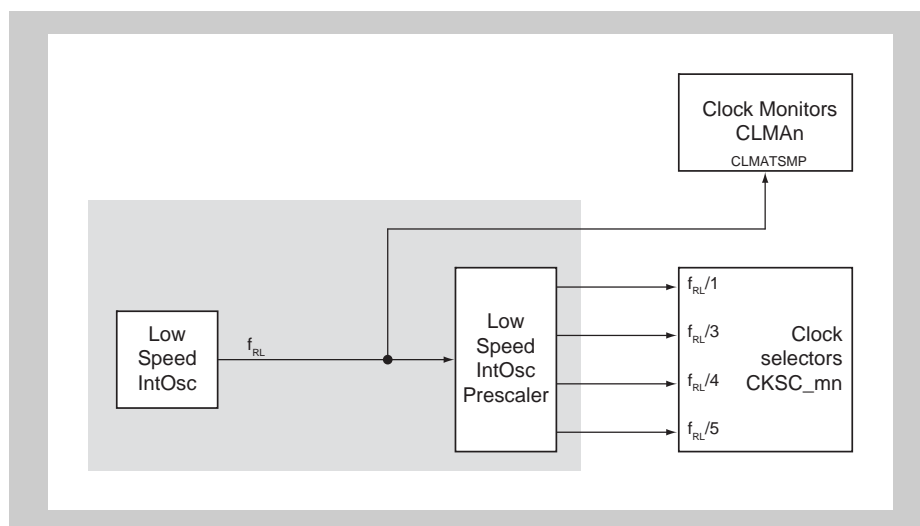 Clock Monitors
CLMAn
CLMATSMP
Low
Speed
IntOsc
fRL
Low
Speed
IntOsc
Prescaler
fRL/1
fRL/3
fRL/4
fRL/5
Clock
selectors
CKSC_mn